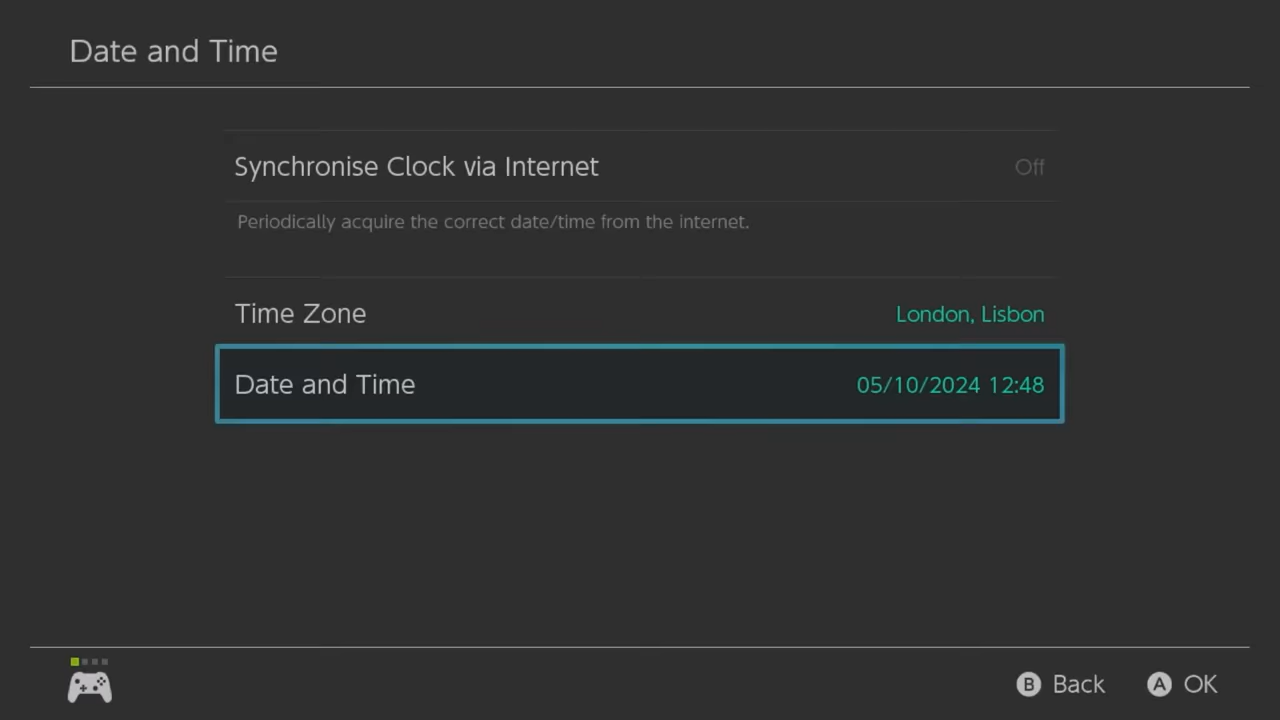 Date and Time
Synchronise Clock via Internet Off
Periodically acquire the correct date/time from the internet.
Time Zone London, Lisbon
Date and Time 05/10/2024 12:48
B Back A OK